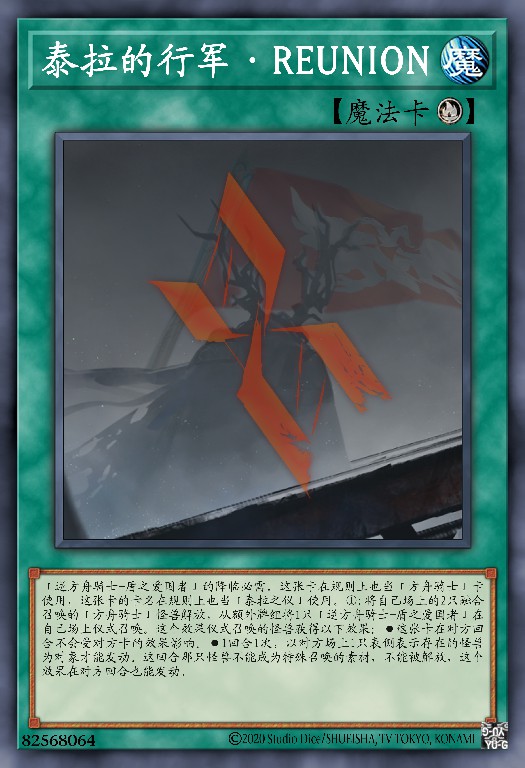 泰拉的行军·REUNION 魔
【魔法卡】
「逆方舟骑士-盾之爱国者」的降临必需。这张卡在规则上也当「方舟骑士」卡
使用。这张卡的卡名在规则上也当「泰拉之仪」使用。①:将自己场上的2只融合
召唤的「方舟骑士」怪兽解放，从额外牌组将1只「逆方舟骑士-盾之爱国者」在
自己场上仪式召唤。这个效果仪式召唤的怪兽获得以下效果；●这张卡在对方回
合不会受对方卡的效果影响。●1回合1次，以对方场上1只表侧表示存在的怪兽
为对象才能发动。这回合那只怪兽不能成为特殊召唤的素材，不能被解放，这个
效果在对方回合也能发动。
82568064 ©2020 Studio Dice/SHUEISHA, TV TOKYO, KONAMI